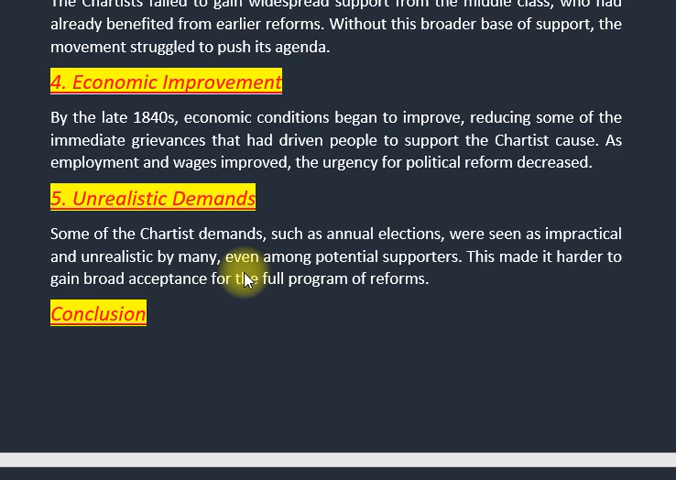 The Chartists failed to gain widespread support from the middle class, who had
already benefited from earlier reforms. Without this broader base of support, the
movement struggled to push its agenda.
4. Economic Improvement
By the late 1840s, economic conditions began to improve, reducing some of the
immediate grievances that had driven people to support the Chartist cause. As
employment and wages improved, the urgency for political reform decreased.
5. Unrealistic Demands
Some of the Chartist demands, such as annual elections, were seen as impractical
and unrealistic by many, even among potential supporters. This made it harder to
gain broad acceptance for the full program of reforms.
Conclusion